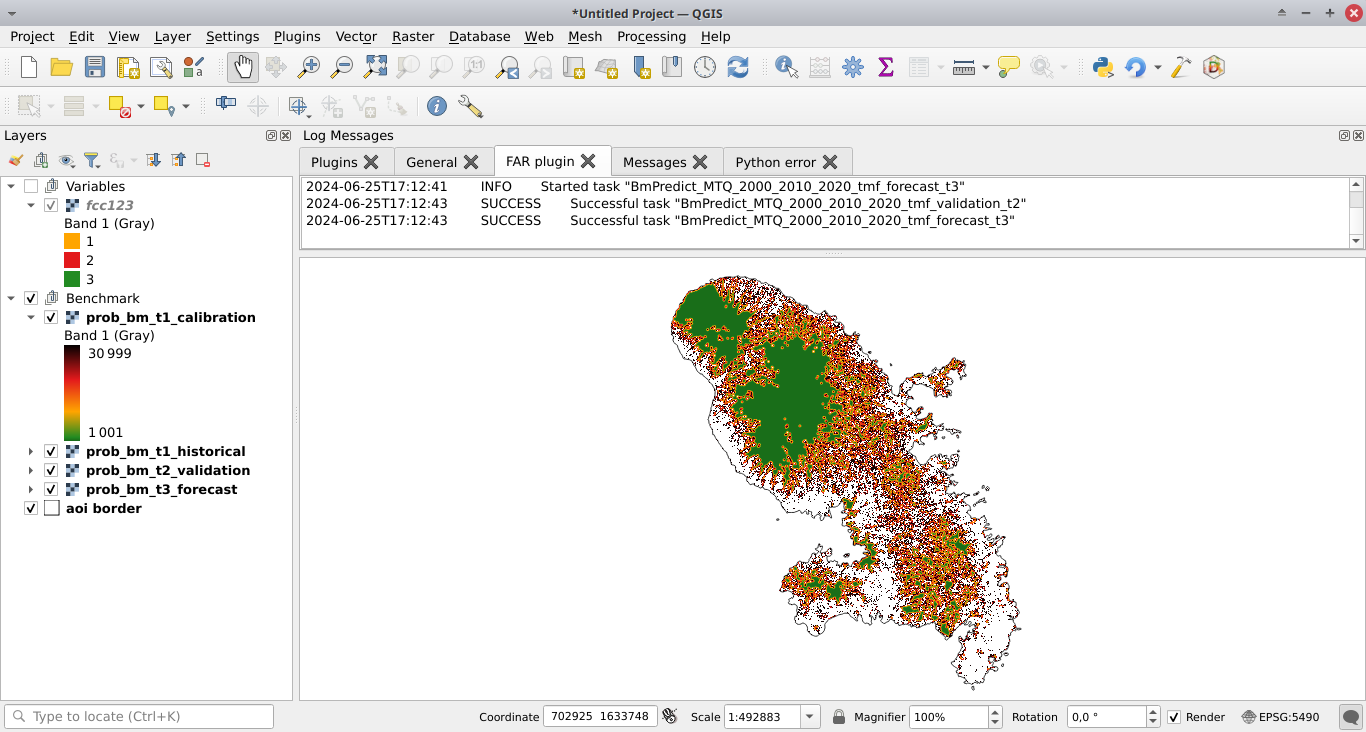 *Untitled Project — QGIS
Project Edit View Layer Settings Plugins Vector Raster Database Web Mesh Processing Help
Layers
Log Messages
Plugins General FAR plugin Messages Python error
2024-06-25T17:12:41 INFO Started task "BmPredict_MTQ_2000_2010_2020_tmf_forecast_t3"
2024-06-25T17:12:43 SUCCESS Successful task "BmPredict_MTQ_2000_2010_2020_tmf_validation_t2"
2024-06-25T17:12:43 SUCCESS Successful task "BmPredict_MTQ_2000_2010_2020_tmf_forecast_t3"
Variables
fcc123
Band 1 (Gray)
1
2
3
Benchmark
prob_bm_t1_calibration
Band 1 (Gray)
30 999
1 001
prob_bm_t1_historical
prob_bm_t2_validation
prob_bm_t3_forecast
aoi border
Type to locate (Ctrl+K)
Coordinate 702925 1633748 Scale 1:492883 Magnifier 100% Rotation 0,0 ° Render EPSG:5490